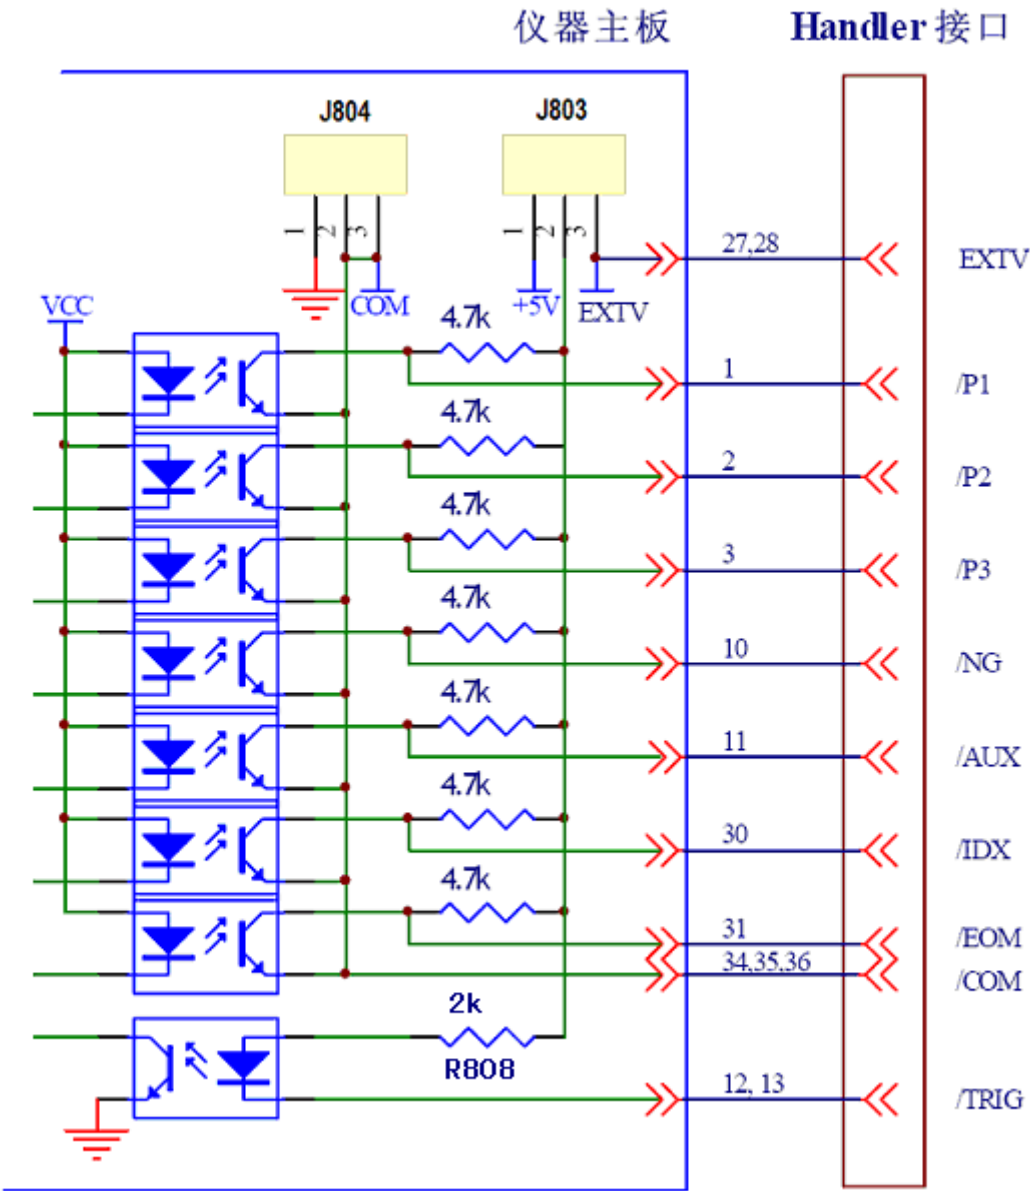 仪器主板 Handler 接口
J804 J803
1 2 3 1 2 3
27,28 EXTV
VCC COM +5V EXTV
4.7k
1 /P1
4.7k
2 /P2
4.7k
3 /P3
4.7k
10 /NG
4.7k
11 /AUX
4.7k
30 /IDX
4.7k
31 /EOM
34,35,36 /COM
2k
R808
12, 13 /TRIG